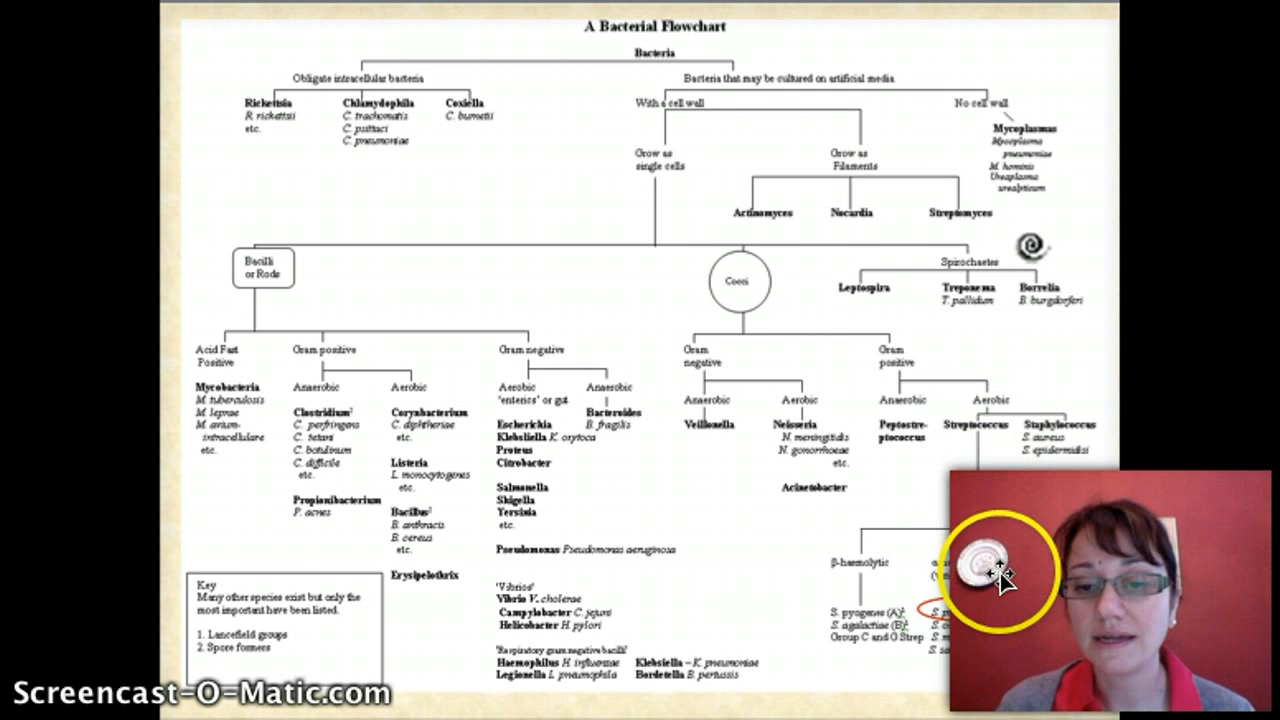 A Bacterial Flowchart
Bacteria
Obligate intracellular bacteria
Bacteria that may be cultured on artificial media
Rickettsia
R. rickettsii
etc.
Chlamydophila
C. trachomatis
C. psittaci
C. pneumoniae
Coxiella
C. burnetii
With a cell wall
No cell wall
Mycoplasmas
Mycoplasma
pneumoniae
M. hominis
Ureaplasma
urealyticum
Grow as
single cells
Grow as
Filaments
Actinomyces
Nocardia
Streptomyces
Bacilli
or Rods
Cocci
Spirochaetes
Leptospira
Treponema
T. pallidum
Borrelia
B. burgdorferi
Acid Fast
Positive
Mycobacteria
M. tuberculosis
M. leprae
M. avium-
intracellulare
etc.
Gram positive
Anaerobic
Clostridium²
C. perfringens
C. tetani
C. botulinum
C. difficile
etc.
Propionibacterium
P. acnes
Aerobic
Corynbacterium
C. diphtheriae
etc.
Listeria
L. monocytogenes
etc.
Bacillus²
B. anthracis
B. cereus
etc.
Erysipelothrix
Gram negative
Aerobic
'enterics' or gut
Escherichia
Klebsliella K. oxytoca
Proteus
Citrobacter
Salmonella
Shigella
Yersinia
etc.
Pseudomonas Pseudomonas aeruginosa
'Vibrios'
Vibrio V. cholerae
Campylobacter C. jejuni
Helicobacter H. pylori
'Respiratory gram negative bacilli'
Haemophilus H. influenzae
Legionella L. pneumophila
Klebsiella – K. pneumoniae
Bordetella B. pertussis
Anaerobic
Bacteroides
B. fragilis
Gram
negative
Anaerobic
Veillonella
Aerobic
Neisseria
N. meningitidis
N. gonorrhoeae
etc.
Acinetobacter
Gram
positive
Anaerobic
Peptostre-
ptococcus
Aerobic
Streptococcus
Staphylococcus
S. aureus
S. epidermidis
β-haemolytic
S. pyogenes (A)¹
S. agalactiae (B)¹
Group C and G Strep
Key
Many other species exist but only the
most important have been listed.
1. Lancefield groups
2. Spore formers
Screencast-O-Matic.com